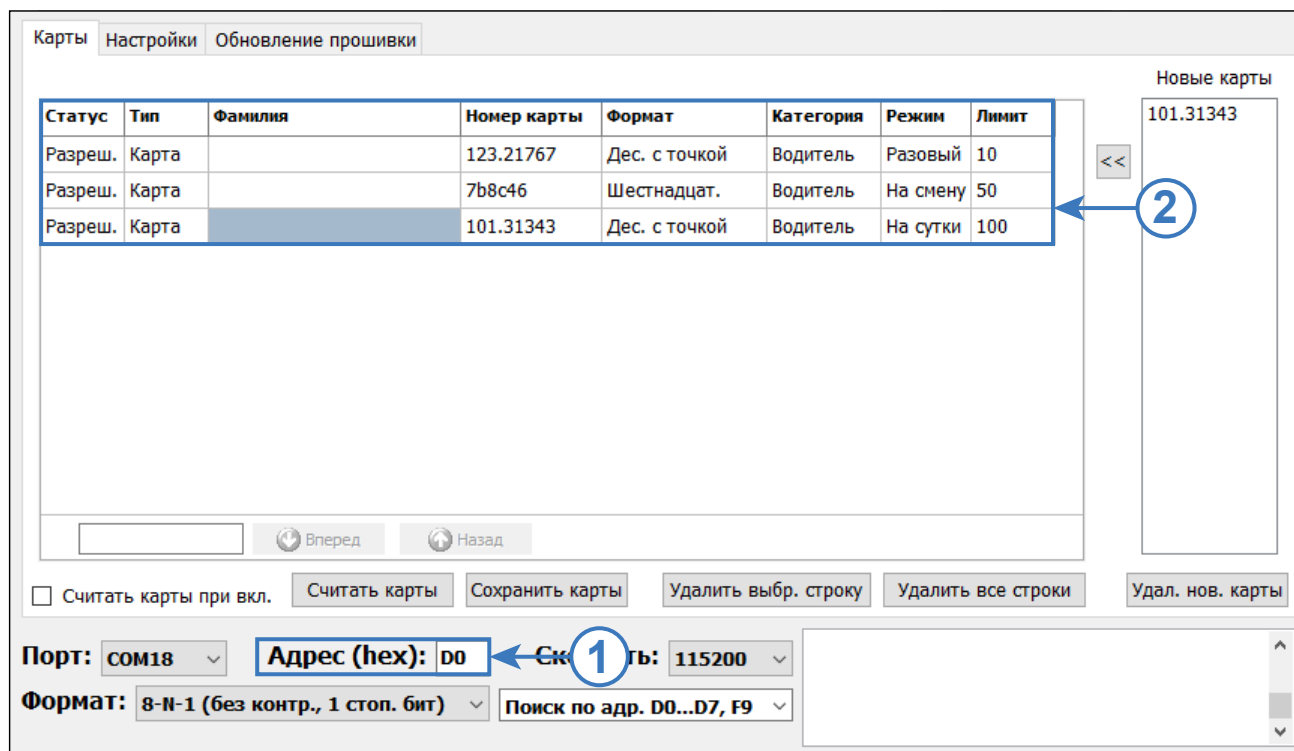 Карты Настройки Обновление прошивки
Новые карты
Статус Тип Фамилия Номер карты Формат Категория Режим Лимит
101.31343
Разреш. Карта 123.21767 Дес. с точкой Водитель Разовый 10
<<
Разреш. Карта 7b8c46 Шестнадцат. Водитель На смену 50
2
Разреш. Карта 101.31343 Дес. с точкой Водитель На сутки 100
Вперед Назад
Считать карты при вкл. Считать карты Сохранить карты Удалить выбр. строку Удалить все строки Удал. нов. карты
Порт: COM18 Адрес (hex): D0 1 115200
Формат: 8-N-1 (без контр., 1 стоп. бит) Поиск по адр. D0...D7, F9